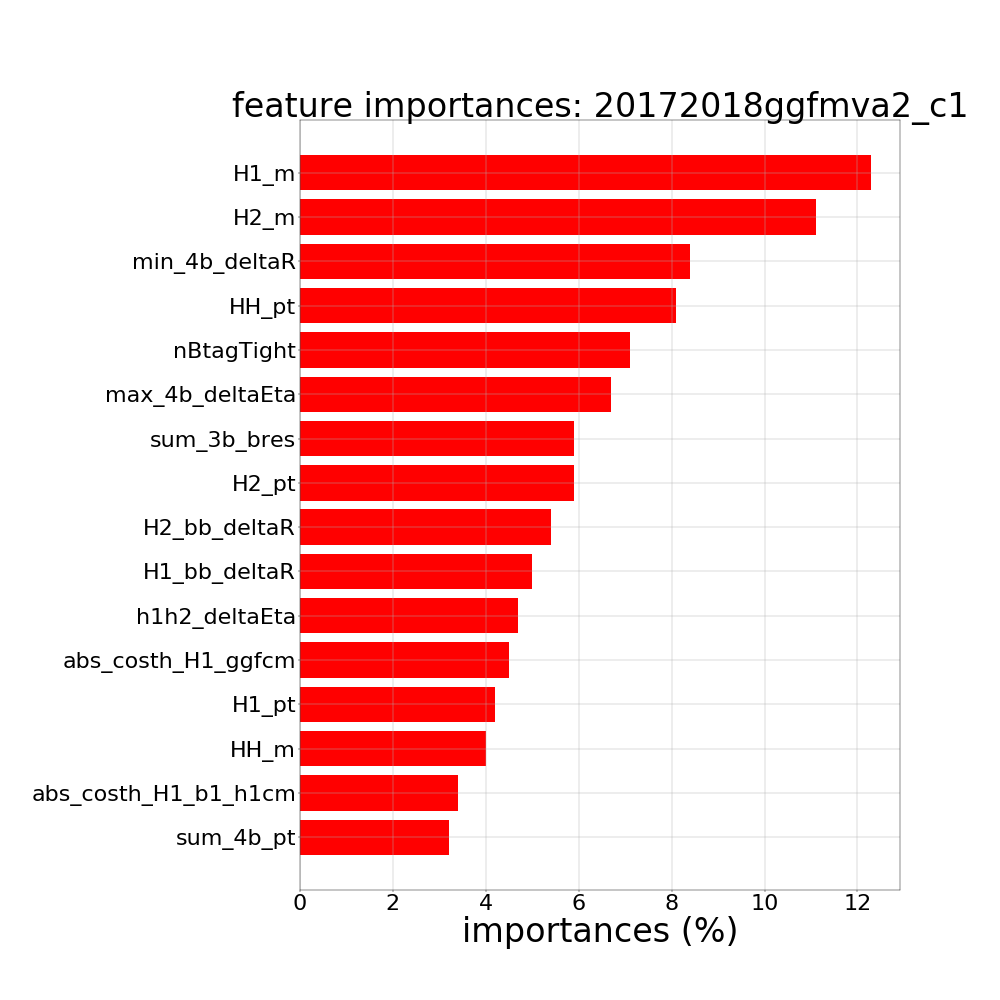 feature importances: 20172018ggfmva2_c1
H1_m
H2_m
min_4b_deltaR
HH_pt
nBtagTight
max_4b_deltaEta
sum_3b_bres
H2_pt
H2_bb_deltaR
H1_bb_deltaR
h1h2_deltaEta
abs_costh_H1_ggfcm
H1_pt
HH_m
abs_costh_H1_b1_h1cm
sum_4b_pt
0 2 4 6 8 10 12
importances (%)